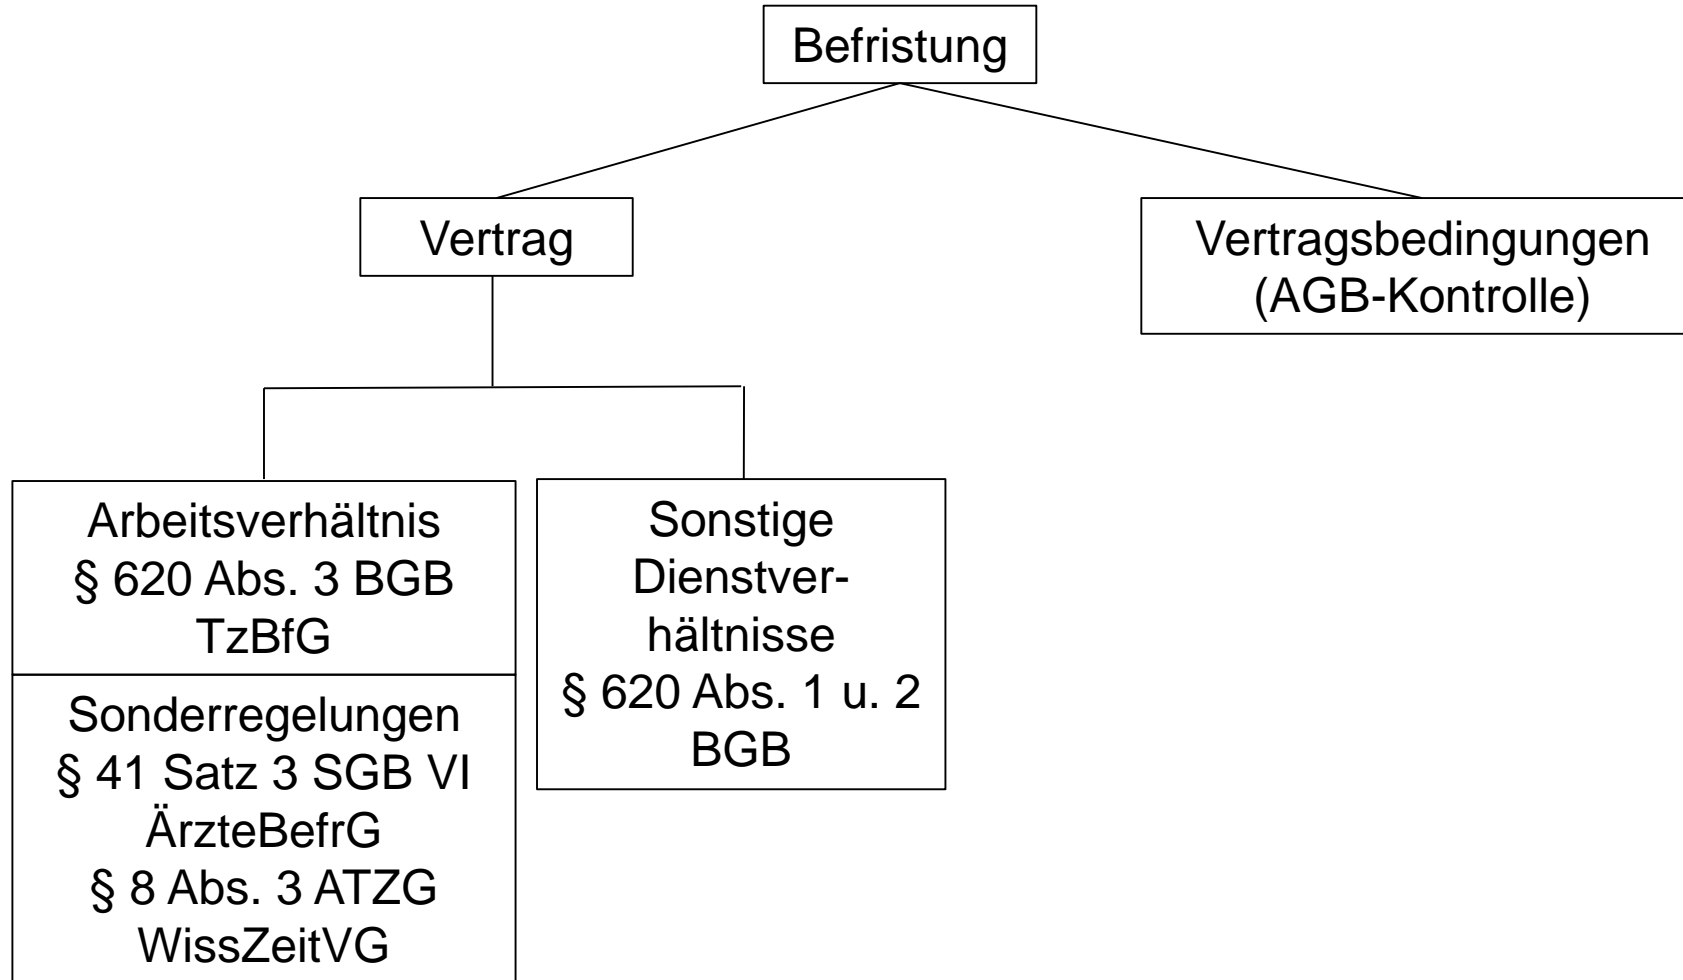 Befristung
Vertrag
Vertragsbedingungen
(AGB-Kontrolle)
Arbeitsverhältnis
§ 620 Abs. 3 BGB
TzBfG
Sonderregelungen
§ 41 Satz 3 SGB VI
ÄrzteBefrG
§ 8 Abs. 3 ATZG
WissZeitVG
Sonstige
Dienstver-
hältnisse
§ 620 Abs. 1 u. 2
BGB